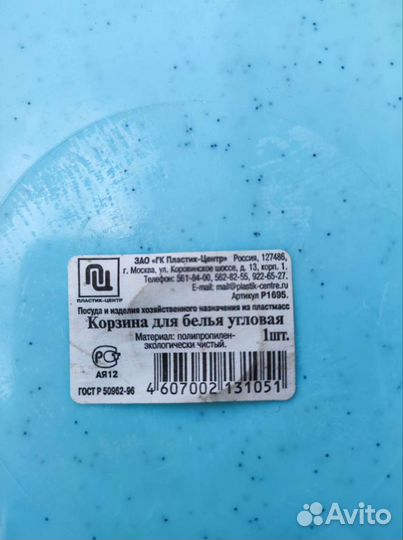 ЗАО «ГК Пластик-Центр» Россия, 127486,
г. Москва, ул. Коровинское шоссе, д. 13, корп. 1.
Телефон: 561-84-00, 562-82-55, 922-65-27.
E-mail: mail@plastik-centre.ru
Артикул Р1695.
ПЛАСТИК-ЦЕНТР
Посуда и изделия хозяйственного назначения из пластмасс
Корзина для белья угловая
Материал: полипропилен- 1шт.
экологически чистый.
РС
АЯ12
ГОСТ Р 50962-96
4 607002 131051
Avito